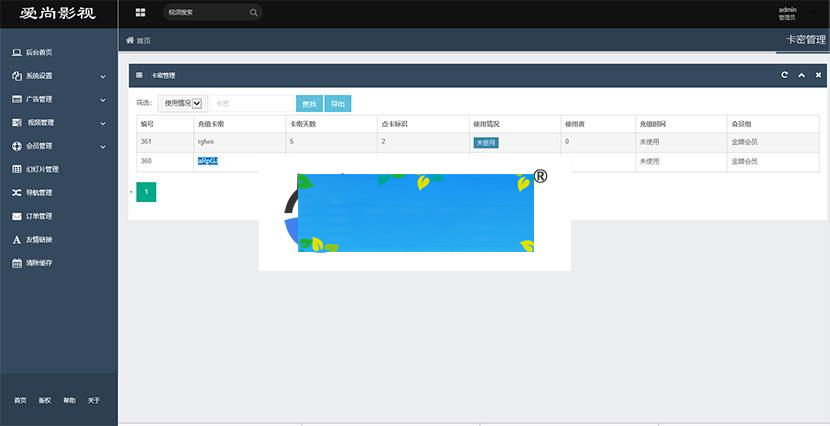 爱尚影视
视频搜索
admin
管理员
首页
卡密管理
后台首页
系统设置
广告管理
视频管理
会员管理
幻灯片管理
导航管理
订单管理
友情链接
清除缓存
首页 版权 帮助 关于
卡密管理
筛选: 使用情况 卡密 查找 导出
编号 充值卡密 卡密天数 点卡标识 使用情况 使用者 充值时间 会员组
361 rgfwo 5 2 未使用 0 未使用 金牌会员
360 aRpGJ 未使用 金牌会员
1
®